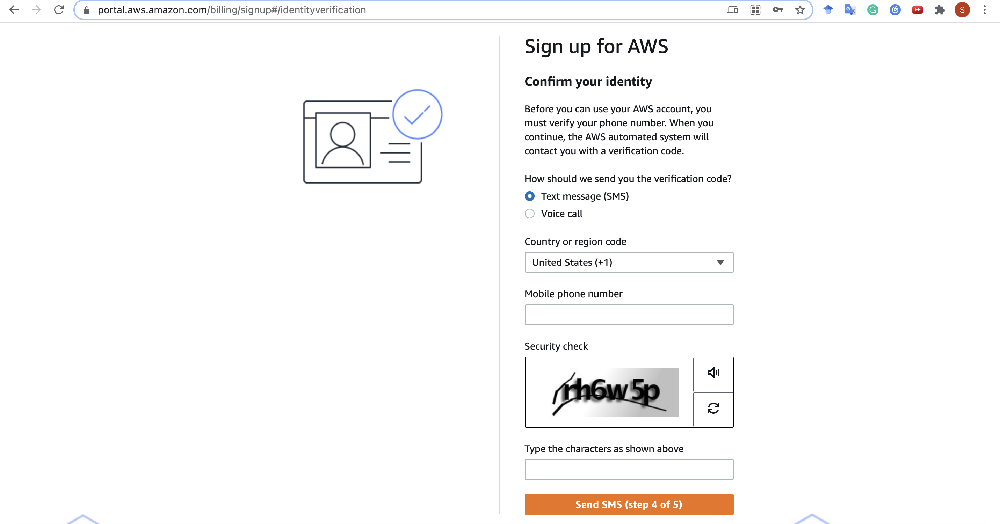 portal.aws.amazon.com/billing/signup#/identityverification
S
Sign up for AWS
Confirm your identity
Before you can use your AWS account, you
must verify your phone number. When you
continue, the AWS automated system will
contact you with a verification code.
How should we send you the verification code?
Text message (SMS)
Voice call
Country or region code
United States (+1)
Mobile phone number
Security check
rh6w5p
Type the characters as shown above
Send SMS (step 4 of 5)